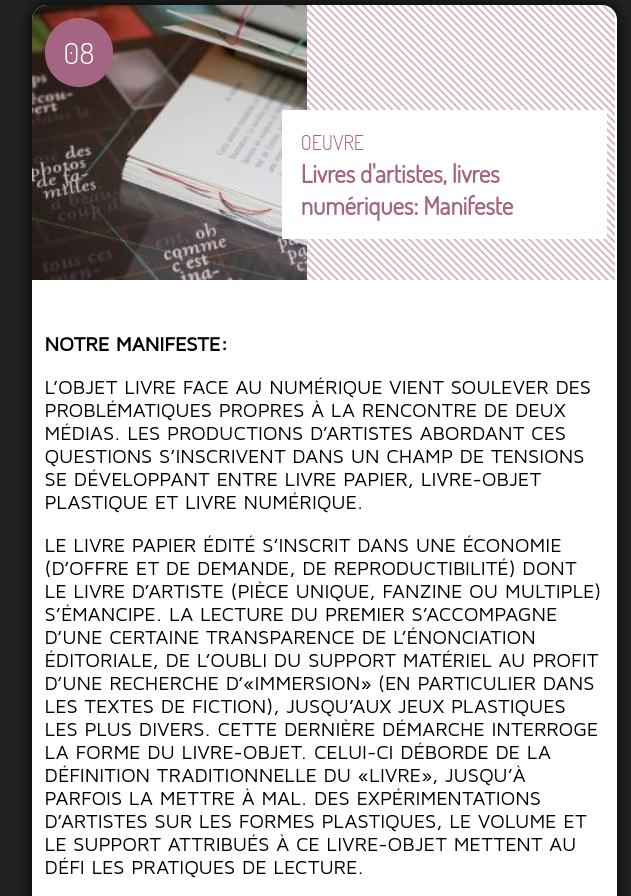 08
des
photos
de fa-
milles
comme
c'est
ina-
OEUVRE
Livres d'artistes, livres
numériques: Manifeste
NOTRE MANIFESTE:
L'OBJET LIVRE FACE AU NUMÉRIQUE VIENT SOULEVER DES
PROBLÉMATIQUES PROPRES À LA RENCONTRE DE DEUX
MÉDIAS. LES PRODUCTIONS D'ARTISTES ABORDANT CES
QUESTIONS S'INSCRIVENT DANS UN CHAMP DE TENSIONS
SE DÉVELOPPANT ENTRE LIVRE PAPIER, LIVRE-OBJET
PLASTIQUE ET LIVRE NUMÉRIQUE.
LE LIVRE PAPIER ÉDITÉ S'INSCRIT DANS UNE ÉCONOMIE
(D'OFFRE ET DE DEMANDE, DE REPRODUCTIBILITÉ) DONT
LE LIVRE D'ARTISTE (PIÈCE UNIQUE, FANZINE OU MULTIPLE)
S'ÉMANCIPE. LA LECTURE DU PREMIER S'ACCOMPAGNE
D'UNE CERTAINE TRANSPARENCE DE L'ÉNONCIATION
ÉDITORIALE, DE L'OUBLI DU SUPPORT MATÉRIEL AU PROFIT
D'UNE RECHERCHE D'«IMMERSION» (EN PARTICULIER DANS
LES TEXTES DE FICTION), JUSQU'AUX JEUX PLASTIQUES
LES PLUS DIVERS. CETTE DERNIÈRE DÉMARCHE INTERROGE
LA FORME DU LIVRE-OBJET. CELUI-CI DÉBORDE DE LA
DÉFINITION TRADITIONNELLE DU «LIVRE», JUSQU'À
PARFOIS LA METTRE À MAL. DES EXPÉRIMENTATIONS
D'ARTISTES SUR LES FORMES PLASTIQUES, LE VOLUME ET
LE SUPPORT ATTRIBUÉS À CE LIVRE-OBJET METTENT AU
DÉFI LES PRATIQUES DE LECTURE.